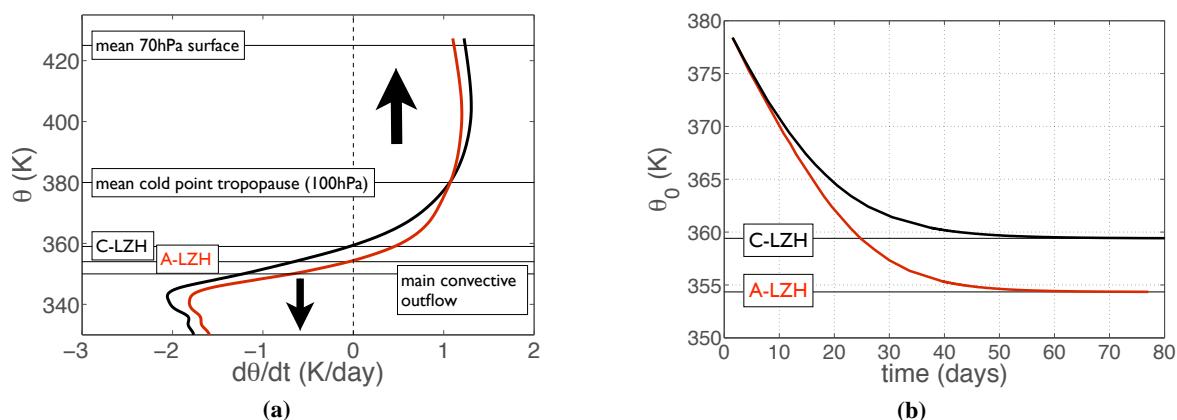 mean 70hPa surface
mean cold point tropopause (100hPa)
C-LZH
A-LZH
main convective
outflow
420
400
380
360
340
θ (K)
−3 −2 −1 0 1 2
dθ/dt (K/day)
(a)
380
375
370
365
360
355
350
θ0 (K)
C-LZH
A-LZH
0 10 20 30 40 50 60 70 80
time (days)
(b)